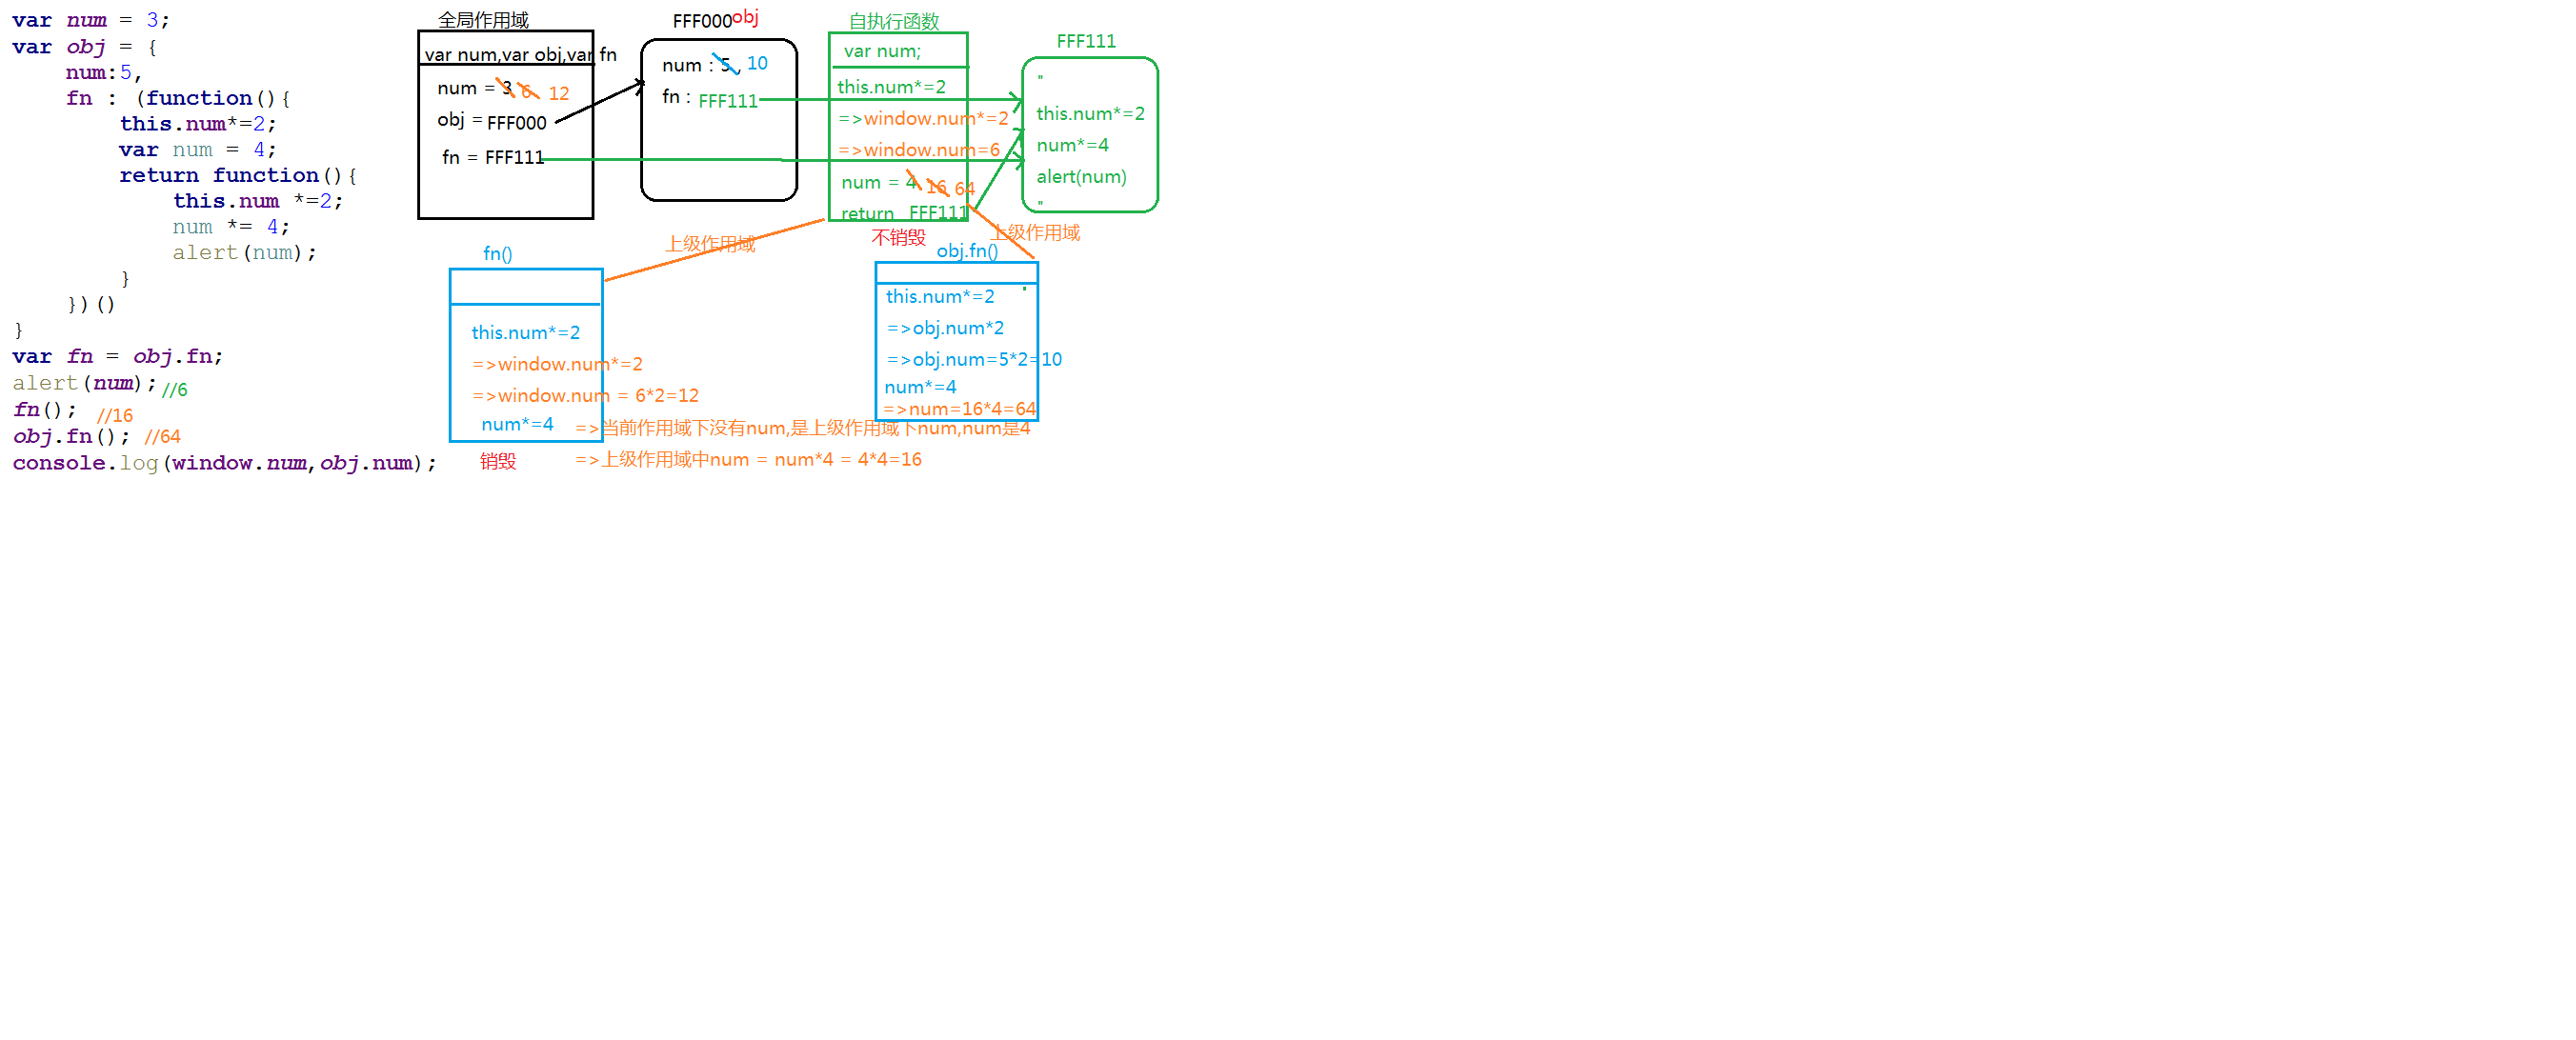 var num = 3;
var obj = {
num:5,
fn : (function(){
this.num*=2;
var num = 4;
return function(){
this.num *=2;
num *= 4;
alert(num);
}
})()
}
var fn = obj.fn;
alert(num); //6
fn(); //16
obj.fn(); //64
console.log(window.num,obj.num);
全局作用域
var num,var obj,var fn
num = 3 6 12
obj = FFF000
fn = FFF111
FFF000obj
num : 5 , 10
fn : FFF111
自执行函数
var num;
this.num*=2
=>window.num*=2
=>window.num=6
num = 4 16 64
return FFF111
不销毁
FFF111
"
this.num*=2
num*=4
alert(num)
"
上级作用域
上级作用域
fn()
this.num*=2
=>window.num*=2
=>window.num = 6*2=12
num*=4 =>当前作用域下没有num,是上级作用域下num,num是4
=>上级作用域中num = num*4 = 4*4=16
销毁
obj.fn()
this.num*=2
=>obj.num*2
=>obj.num=5*2=10
num*=4
=>num=16*4=64